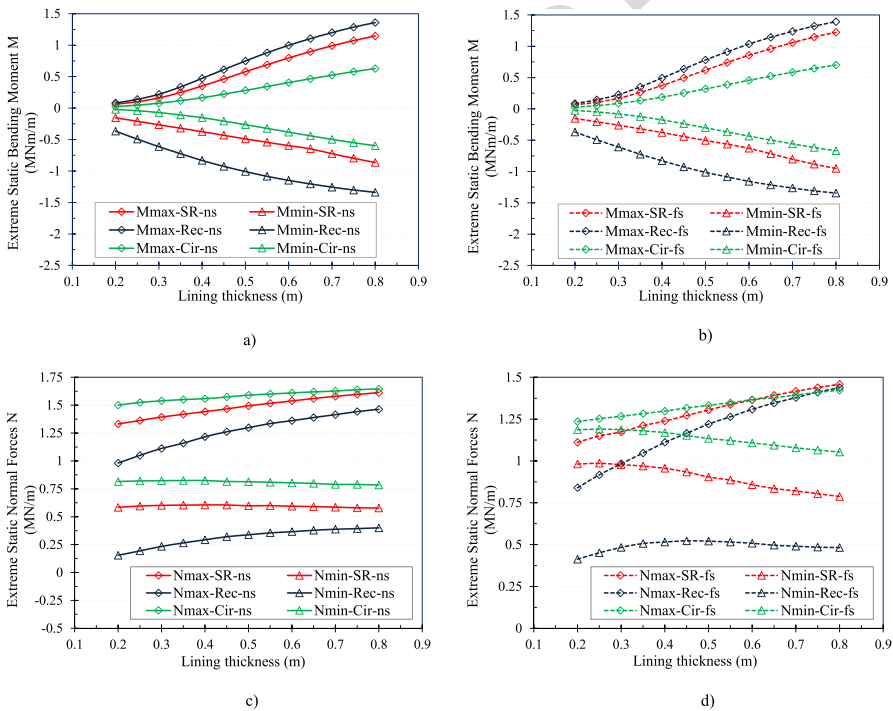 1.5
1
0.5
0
-0.5
-1
-1.5
-2
-2.5
0.1 0.2 0.3 0.4 0.5 0.6 0.7 0.8 0.9
Extreme Static Bending Moment M
(MNm/m)
Lining thickness (m)
Mmax-SR-ns Mmin-SR-ns
Mmax-Rec-ns Mmin-Rec-ns
Mmax-Cir-ns Mmin-Cir-ns
a)
1.5
1
0.5
0
-0.5
-1
-1.5
-2
-2.5
0.1 0.2 0.3 0.4 0.5 0.6 0.7 0.8 0.9
Extreme Static Bending Moment M
(MNm/m)
Lining thickness (m)
Mmax-SR-fs Mmin-SR-fs
Mmax-Rec-fs Mmin-Rec-fs
Mmax-Cir-fs Mmin-Cir-fs
b)
1.75
1.5
1.25
1
0.75
0.5
0.25
0
-0.25
-0.5
0.1 0.2 0.3 0.4 0.5 0.6 0.7 0.8 0.9
Extreme Static Normal Forces N
(MN/m)
Lining thickness (m)
Nmax-SR-ns Nmin-SR-ns
Nmax-Rec-ns Nmin-Rec-ns
Nmax-Cir-ns Nmin-Cir-ns
c)
1.5
1.25
1
0.75
0.5
0.25
0
0.1 0.2 0.3 0.4 0.5 0.6 0.7 0.8 0.9
Extreme Static Normal Forces N
(MN/m)
Lining thickness (m)
Nmax-SR-fs Nmin-SR-fs
Nmax-Rec-fs Nmin-Rec-fs
Nmax-Cir-fs Nmin-Cir-fs
d)